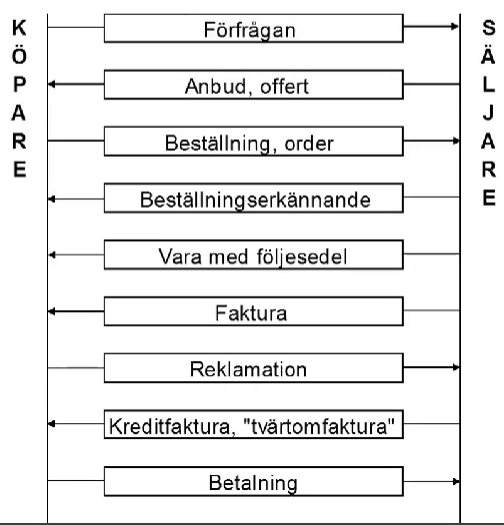 KÖPARE
SÄLJARE
Förfrågan
Anbud, offert
Beställning, order
Beställningserkännande
Vara med följesedel
Faktura
Reklamation
Kreditfaktura, "tvärtomfaktura"
Betalning